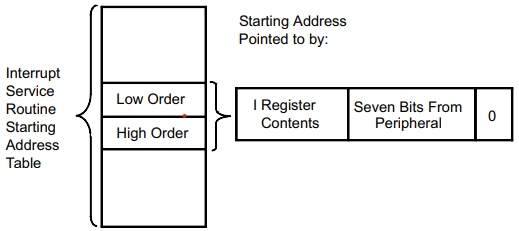 Starting Address
Pointed to by:
Interrupt
Service
Routine
Starting
Address
Table
Low Order
High Order
I Register
Contents
Seven Bits From
Peripheral
0